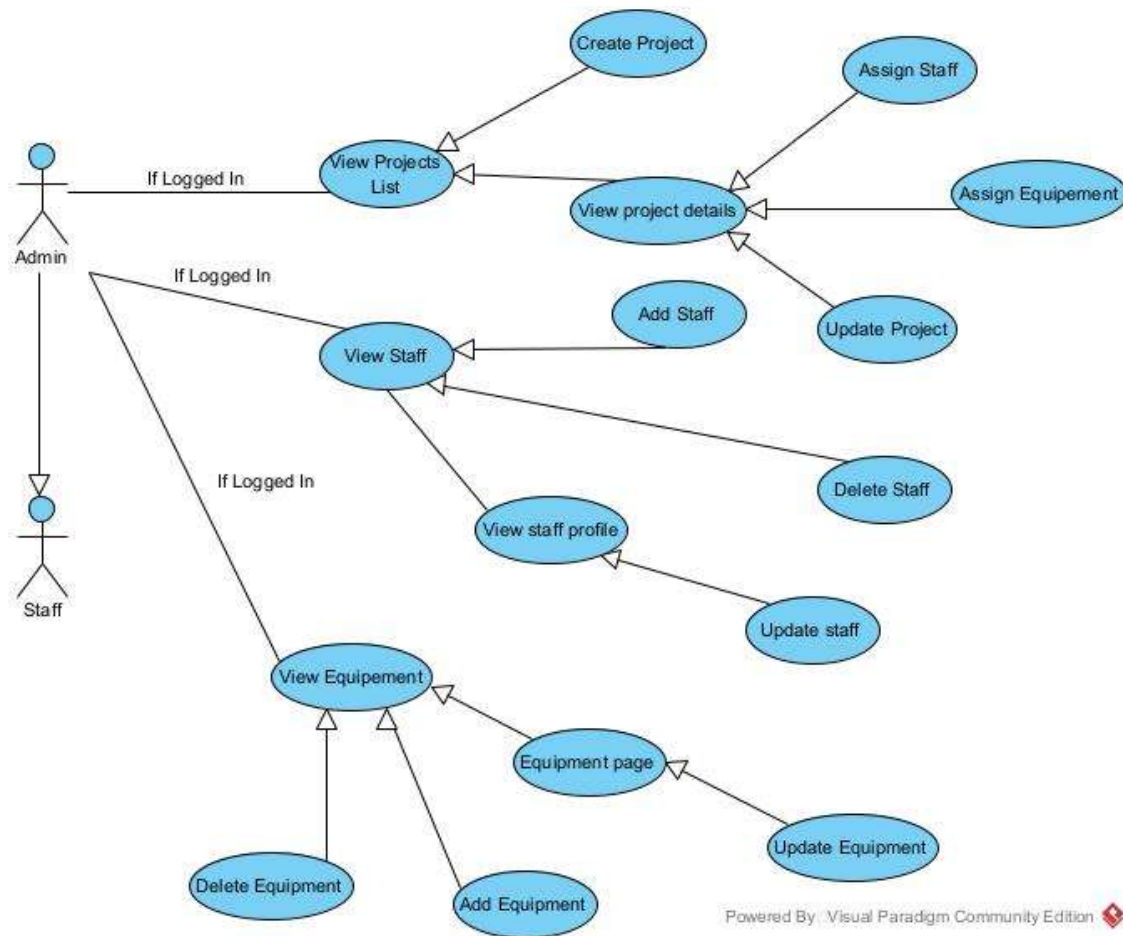 Create Project
Assign Staff
If Logged In
View Projects
List
View project details
Assign Equipement
Admin
If Logged In
Add Staff
Update Project
View Staff
If Logged In
Delete Staff
View staff profile
Staff
Update staff
View Equipement
Equipment page
Update Equipment
Delete Equipment
Add Equipment
Powered By Visual Paradigm Community Edition